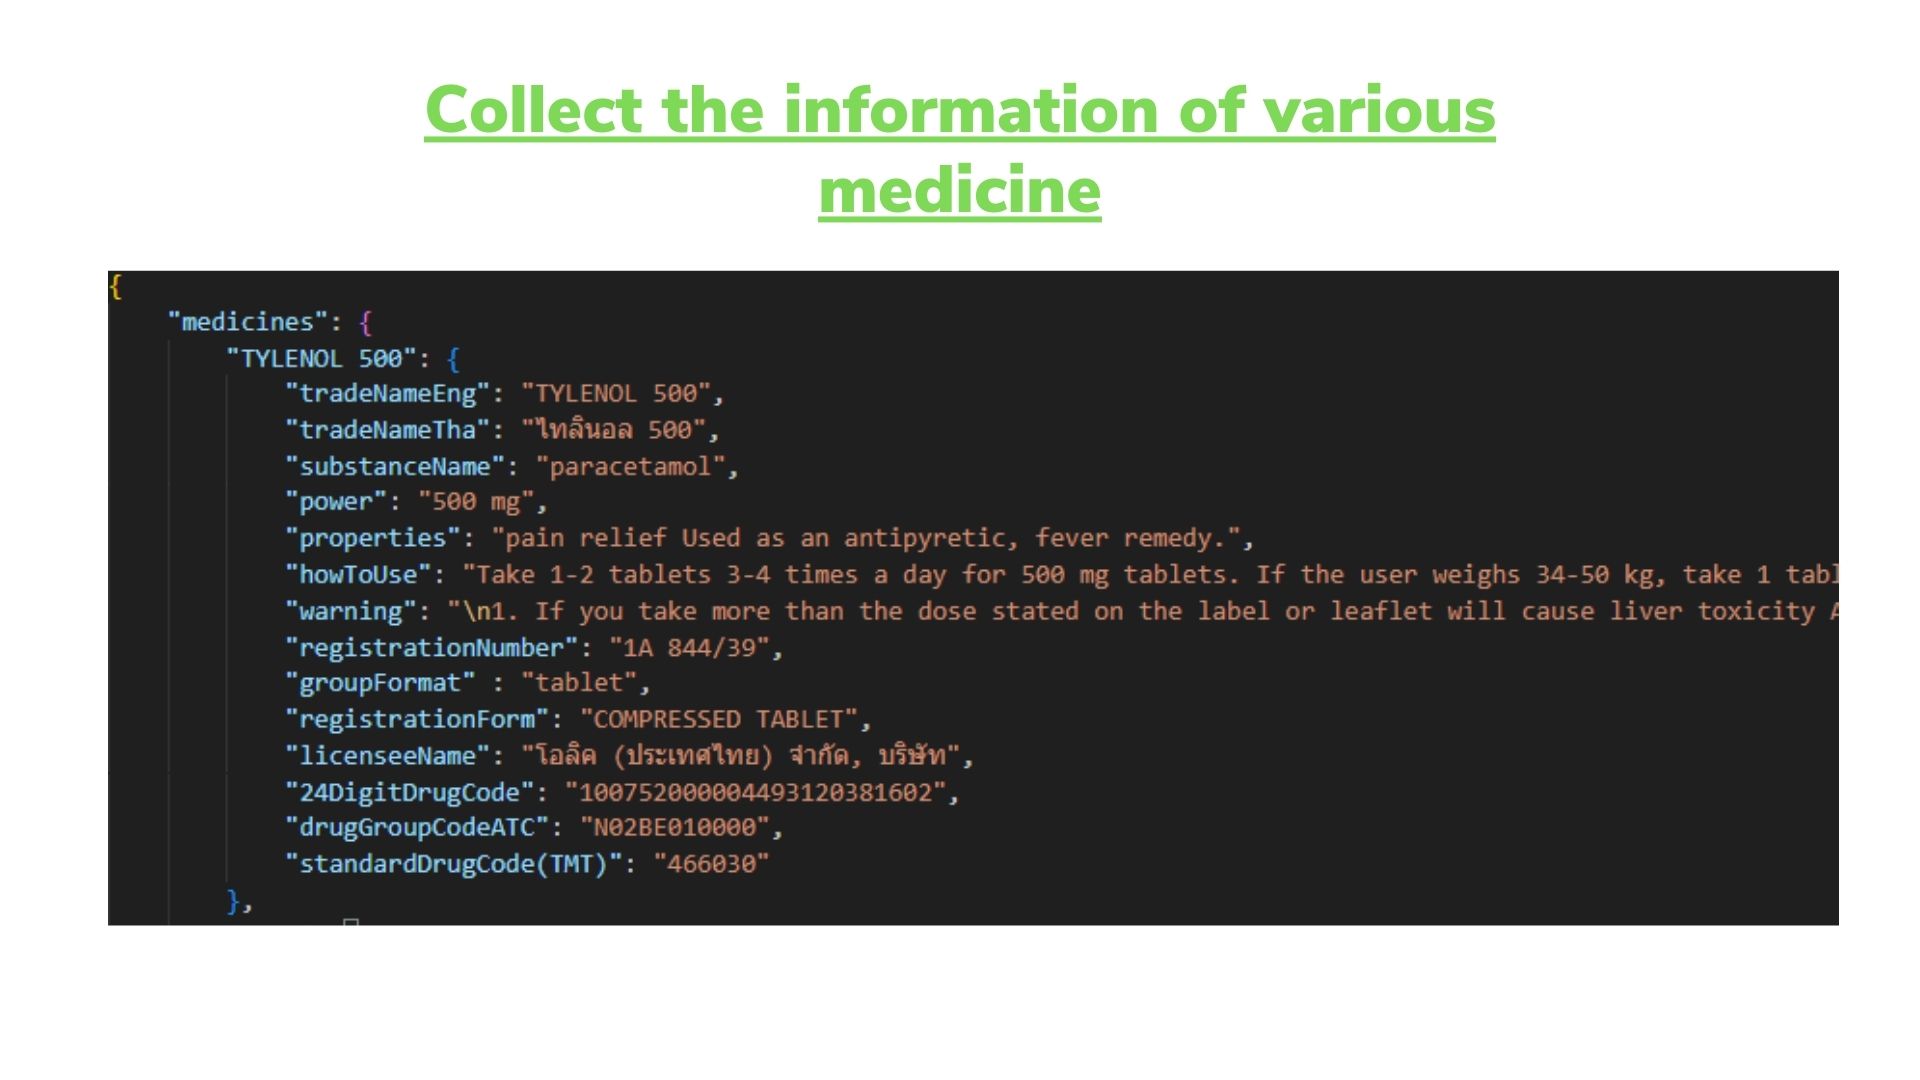 Collect the information of various
medicine
{
"medicines": {
"TYLENOL 500": {
"tradeNameEng": "TYLENOL 500",
"tradeNameTha": "ไทลินอล 500",
"substanceName": "paracetamol",
"power": "500 mg",
"properties": "pain relief Used as an antipyretic, fever remedy.",
"howToUse": "Take 1-2 tablets 3-4 times a day for 500 mg tablets. If the user weighs 34-50 kg, take 1 tabl
"warning": "\n1. If you take more than the dose stated on the label or leaflet will cause liver toxicity A
"registrationNumber": "1A 844/39",
"groupFormat" : "tablet",
"registrationForm": "COMPRESSED TABLET",
"licenseeName": "โอลิค (ประเทศไทย) จำกัด, บริษัท",
"24DigitDrugCode": "100752000004493120381602",
"drugGroupCodeATC": "N02BE010000",
"standardDrugCode(TMT)": "466030"
},